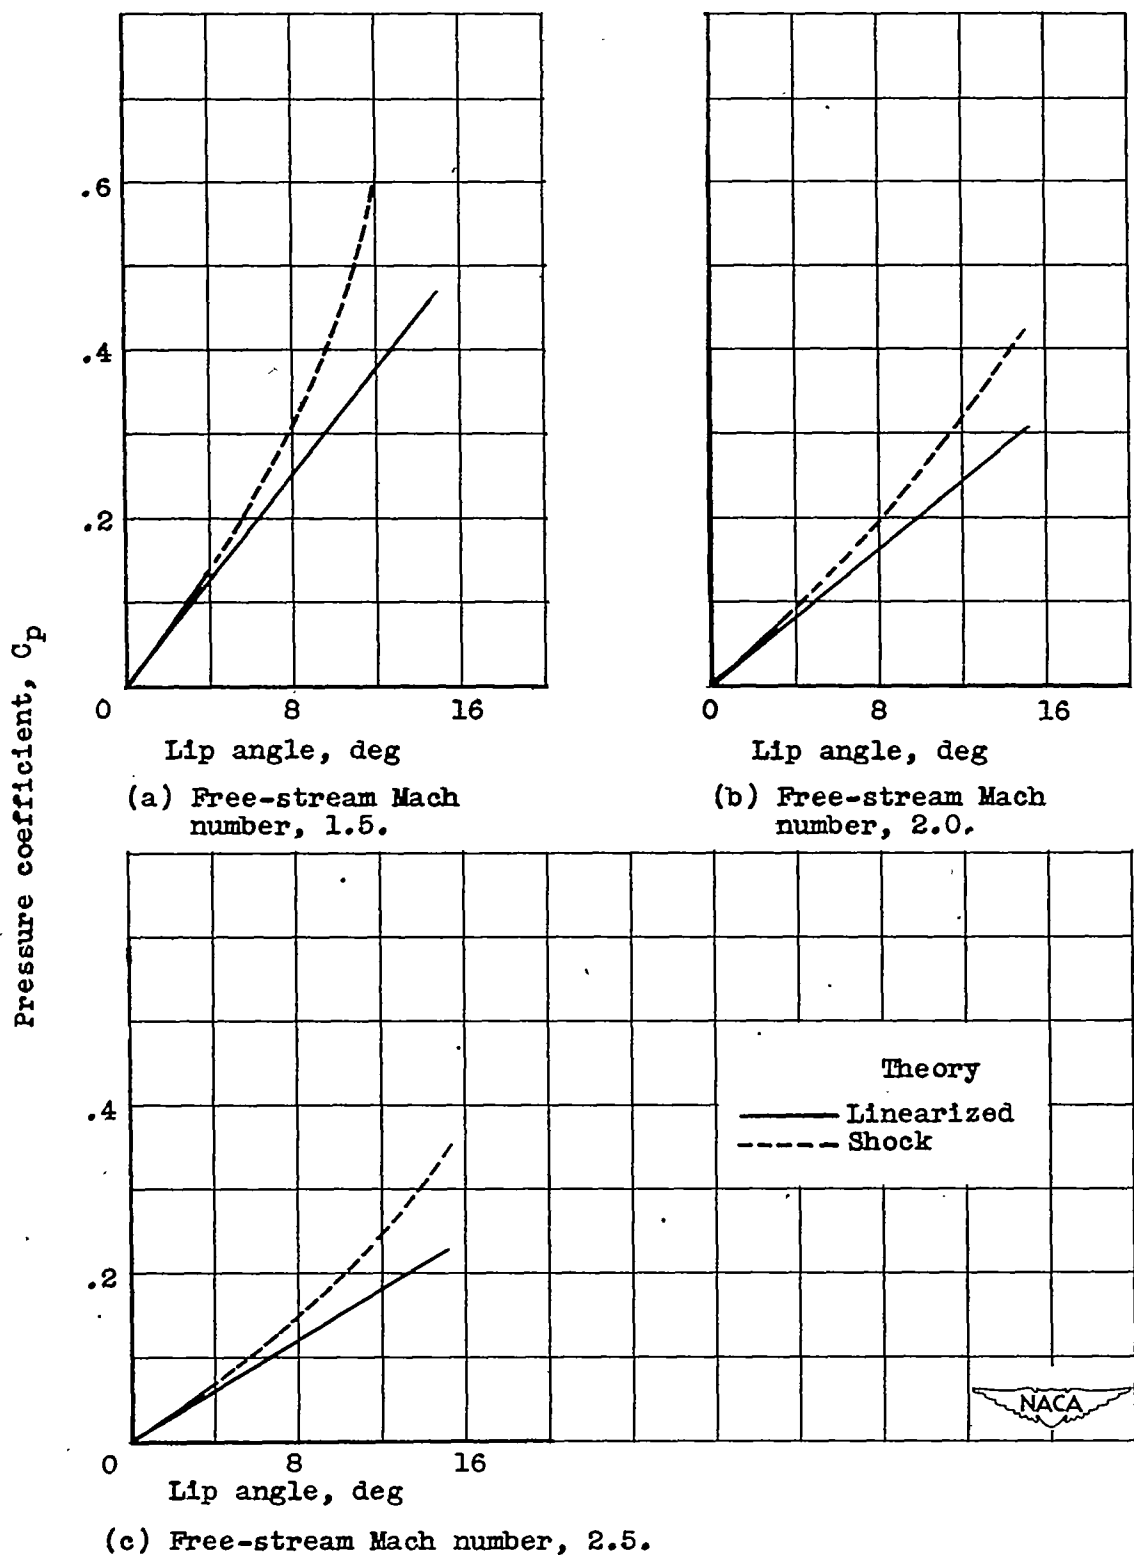 .6
.4
.2
0
8
16
Lip angle, deg
(a) Free-stream Mach
number, 1.5.
0
8
16
Lip angle, deg
(b) Free-stream Mach
number, 2.0.
Pressure coefficient, Cp
Theory
Linearized
Shock
.4
.2
0
8
16
Lip angle, deg
NACA
(c) Free-stream Mach number, 2.5.